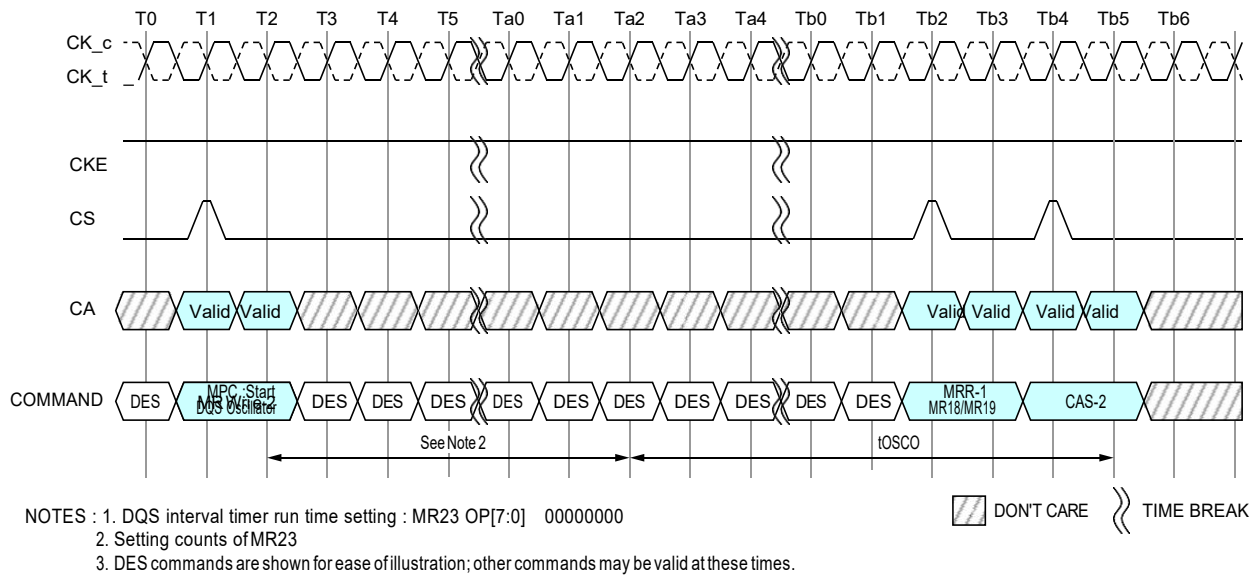 T0 T1 T2 T3 T4 T5 Ta0 Ta1 Ta2 Ta3 Ta4 Tb0 Tb1 Tb2 Tb3 Tb4 Tb5 Tb6
CK_c
CK_t
CKE
CS
CA Valid Valid Valid Valid Valid Valid
COMMAND DES MPC :Start DQS Oscillator DES DES DES DES DES DES DES DES DES DES MRR-1 MR18/MR19 CAS-2
See Note 2 tOSCO
NOTES : 1. DQS interval timer run time setting : MR23 OP[7:0] 00000000
2. Setting counts of MR23
3. DES commands are shown for ease of illustration; other commands may be valid at these times.
DON'T CARE TIME BREAK